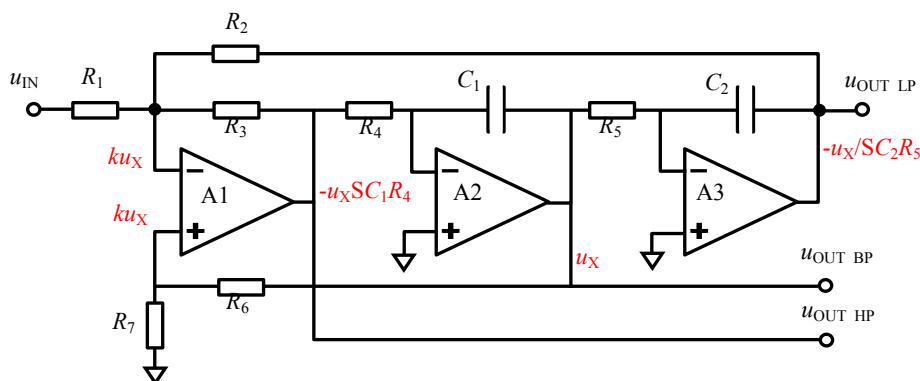 R2
uIN
R1
C1
C2
uOUT LP
R3
R4
R5
kuX
-uX/SC2R5
A1
A2
A3
kuX
-uXSC1R4
uX
uOUT BP
R6
R7
uOUT HP